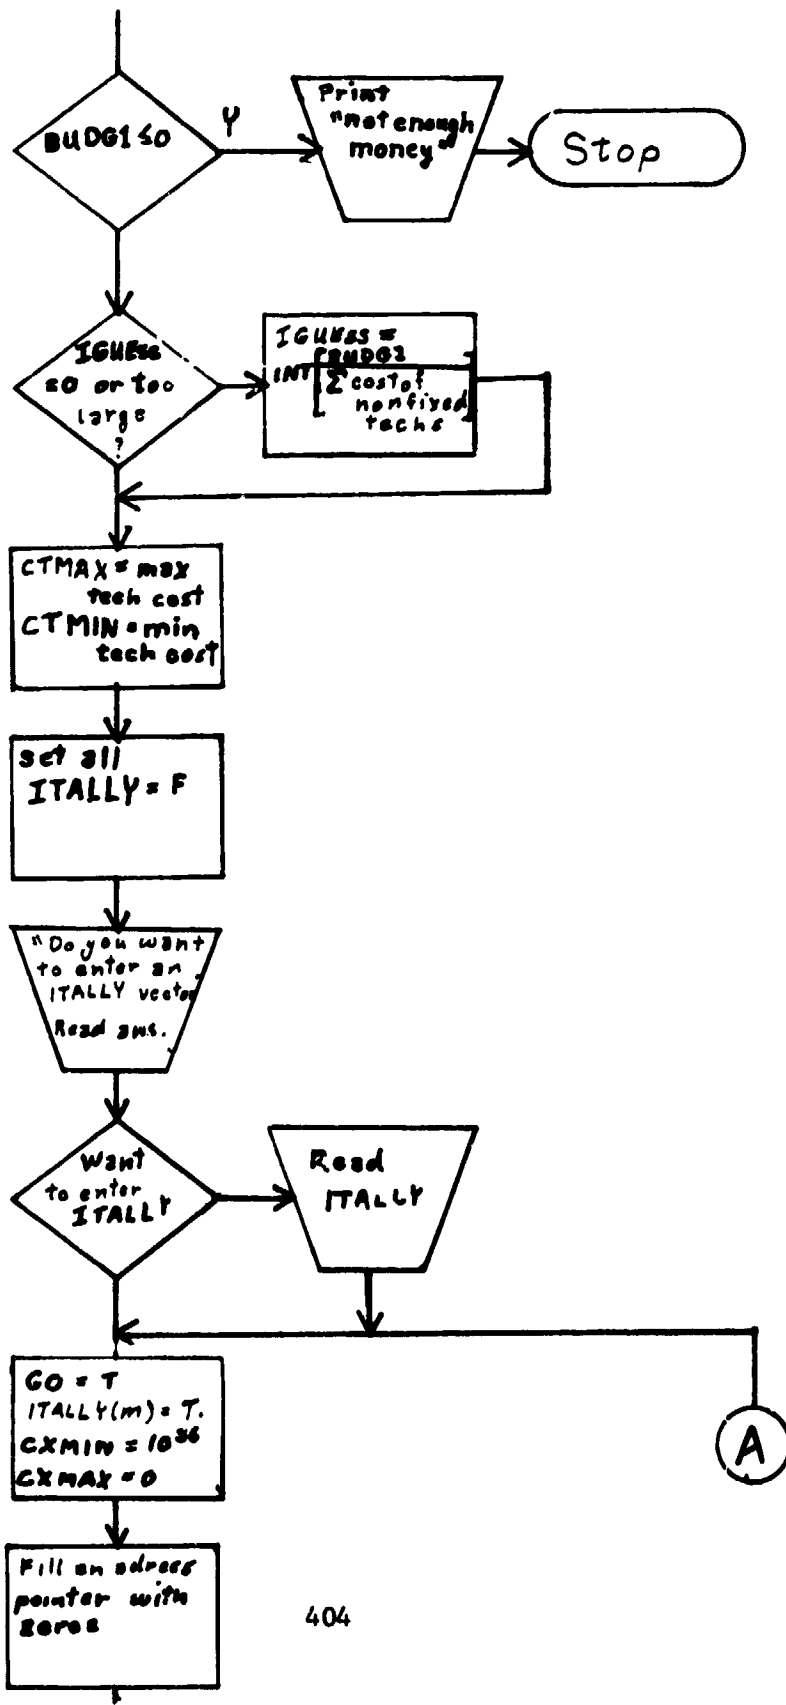 BUDG1 ≤0
Y
Print
"not enough
money"
Stop
IGUESS
≤0 or too
large
?
IGUESS =
INT [BUDG1
Σ cost of
nonfixed
techs]
CTMAX = max
tech cost
CTMIN = min
tech cost
set all
ITALLY = F
"Do you want
to enter an
ITALLY vector
Read ans.
Want
to enter
ITALLY
Read
ITALLY
GO = T
ITALLY(m) = T.
CXMIN = 10³⁶
CXMAX = 0
A
Fill an adress
pointer with
zeros
404